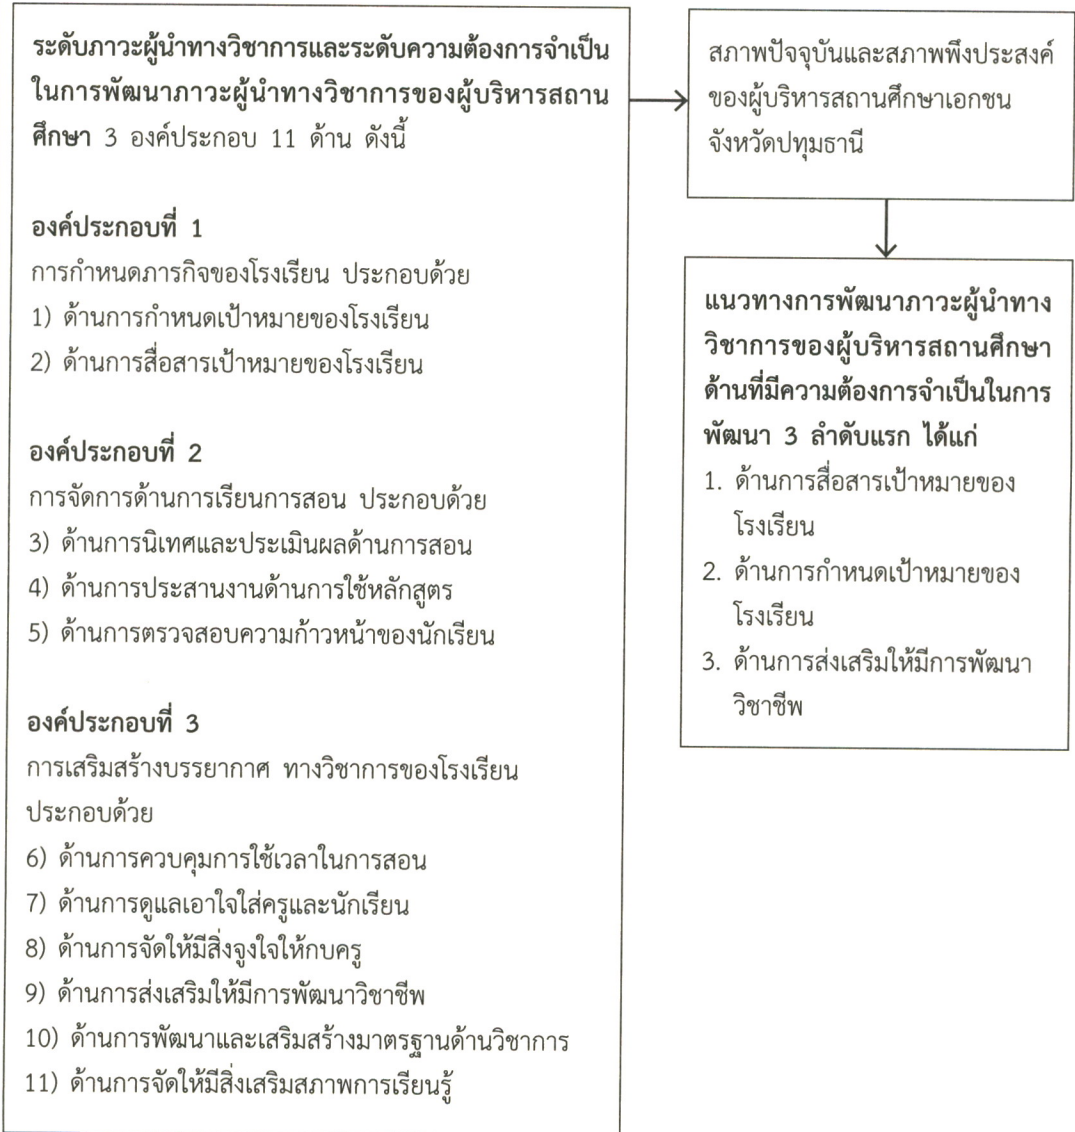 ระดับภาวะผู้นำทางวิชาการและระดับความต้องการจำเป็น
ในการพัฒนาภาวะผู้นำทางวิชาการของผู้บริหารสถาน
ศึกษา 3 องค์ประกอบ 11 ด้าน ดังนี้
องค์ประกอบที่ 1
การกำหนดภารกิจของโรงเรียน ประกอบด้วย
1) ด้านการกำหนดเป้าหมายของโรงเรียน
2) ด้านการสื่อสารเป้าหมายของโรงเรียน
องค์ประกอบที่ 2
การจัดการด้านการเรียนการสอน ประกอบด้วย
3) ด้านการนิเทศและประเมินผลด้านการสอน
4) ด้านการประสานงานด้านการใช้หลักสูตร
5) ด้านการตรวจสอบความก้าวหน้าของนักเรียน
องค์ประกอบที่ 3
การเสริมสร้างบรรยากาศ ทางวิชาการของโรงเรียน
ประกอบด้วย
6) ด้านการควบคุมการใช้เวลาในการสอน
7) ด้านการดูแลเอาใจใส่ครูและนักเรียน
8) ด้านการจัดให้มีสิ่งจูงใจให้กบครู
9) ด้านการส่งเสริมให้มีการพัฒนาวิชาชีพ
10) ด้านการพัฒนาและเสริมสร้างมาตรฐานด้านวิชาการ
11) ด้านการจัดให้มีสิ่งเสริมสภาพการเรียนรู้
สภาพปัจจุบันและสภาพพึงประสงค์
ของผู้บริหารสถานศึกษาเอกชน
จังหวัดปทุมธานี
แนวทางการพัฒนาภาวะผู้นำทาง
วิชาการของผู้บริหารสถานศึกษา
ด้านที่มีความต้องการจำเป็นในการ
พัฒนา 3 ลำดับแรก ได้แก่
1. ด้านการสื่อสารเป้าหมายของ
โรงเรียน
2. ด้านการกำหนดเป้าหมายของ
โรงเรียน
3. ด้านการส่งเสริมให้มีการพัฒนา
วิชาชีพ